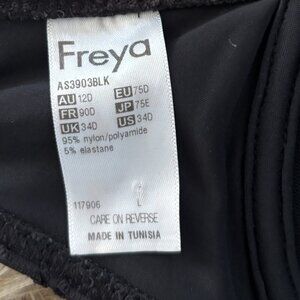 Freya
AS3903BLK
AU 12D EU 75D
FR 90D JP 75E
UK 34D US 34D
95% nylon/polyamide
5% elastane
117906 L
CARE ON REVERSE
MADE IN TUNISIA